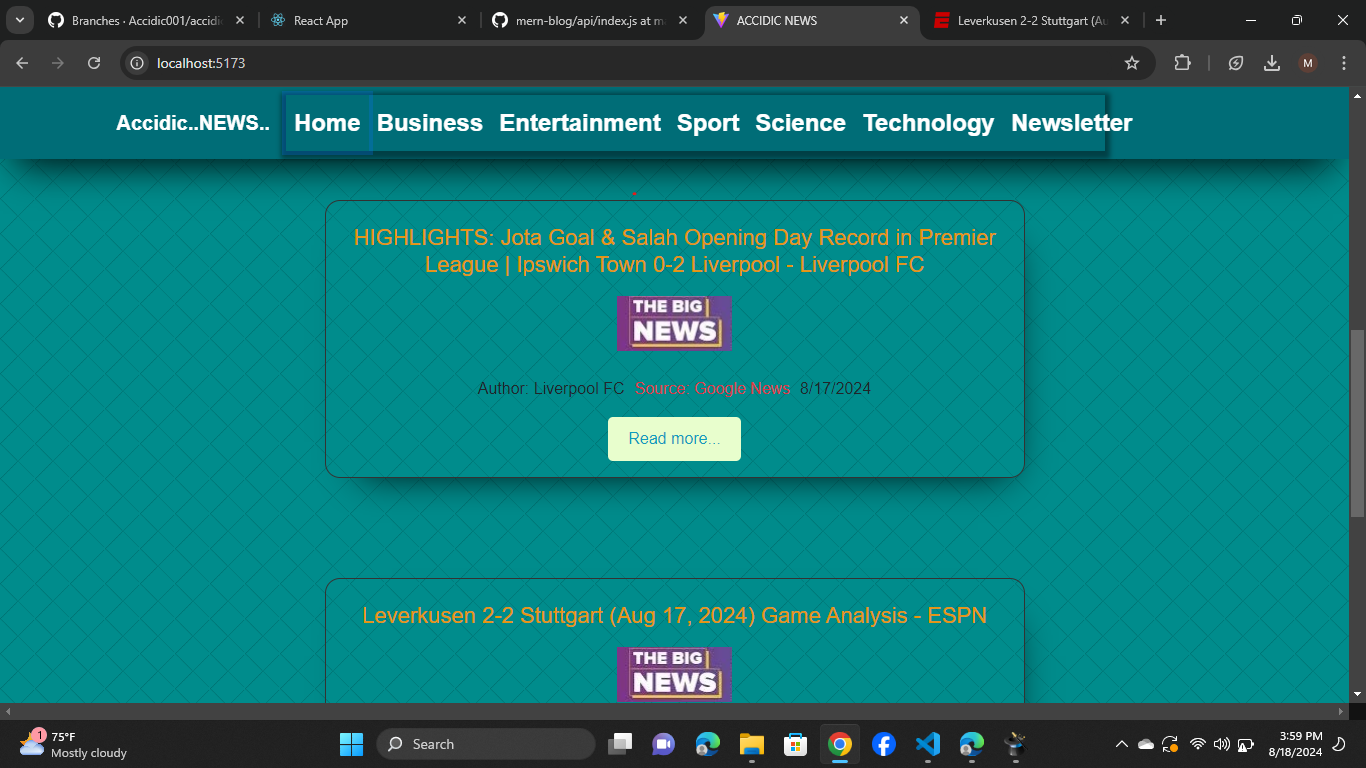 Branches · Accidic001/accidic
React App
mern-blog/api/index.js at ma
ACCIDIC NEWS
Leverkusen 2-2 Stuttgart (Au
localhost:5173
M
Accidic..NEWS.. Home Business Entertainment Sport Science Technology Newsletter
HIGHLIGHTS: Jota Goal & Salah Opening Day Record in Premier
League | Ipswich Town 0-2 Liverpool - Liverpool FC
THE BIG
NEWS
Author: Liverpool FC Source: Google News 8/17/2024
Read more...
Leverkusen 2-2 Stuttgart (Aug 17, 2024) Game Analysis - ESPN
THE BIG
NEWS
1
75°F
Mostly cloudy
Search
3:59 PM
8/18/2024